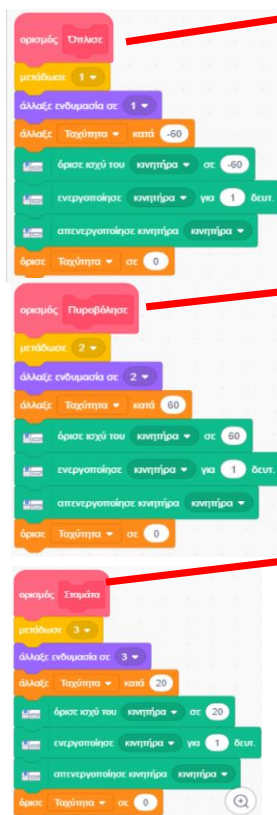 ορισμός Όπλισε
μετάδωσε 1
άλλαξε ενδυμασία σε 1
άλλαξε Ταχύτητα κατά -60
όρισε ισχύ του κινητήρα σε -60
ενεργοποίησε κινητήρα για 1 δευτ.
απενεργοποίησε κινητήρα κινητήρα
όρισε Ταχύτητα σε 0
ορισμός Πυροβόλησε
μετάδωσε 2
άλλαξε ενδυμασία σε 2
άλλαξε Ταχύτητα κατά 60
όρισε ισχύ του κινητήρα σε 60
ενεργοποίησε κινητήρα για 1 δευτ.
απενεργοποίησε κινητήρα κινητήρα
όρισε Ταχύτητα σε 0
ορισμός Σταμάτα
μετάδωσε 3
άλλαξε ενδυμασία σε 3
άλλαξε Ταχύτητα κατά 20
όρισε ισχύ του κινητήρα σε 20
ενεργοποίησε κινητήρα για 1 δευτ.
απενεργοποίησε κινητήρα κινητήρα
όρισε Ταχύτητα σε 0